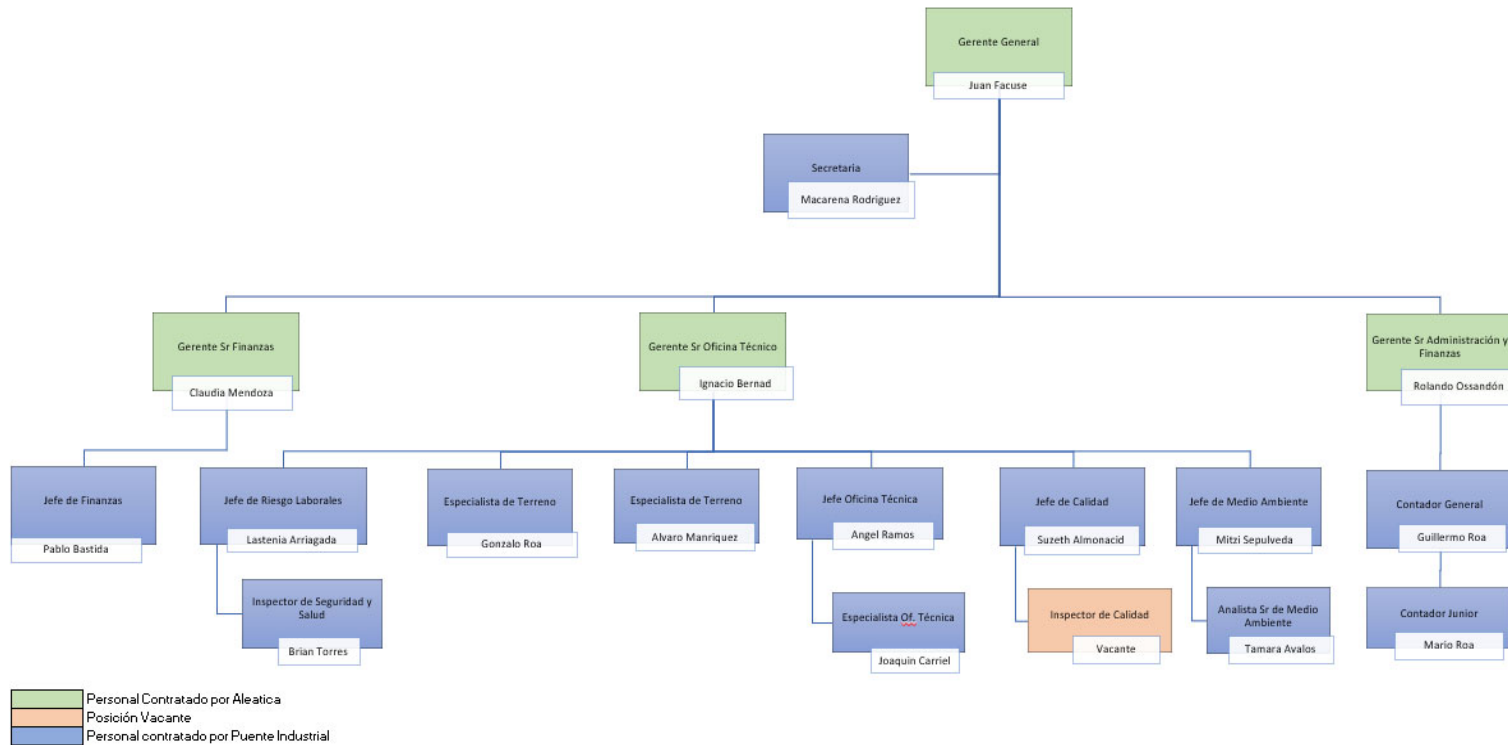 Gerente General
Juan Facuse
Secretaria
Macarena Rodriguez
Gerente Sr Finanzas
Claudia Mendoza
Gerente Sr Oficina Técnico
Ignacio Bernad
Gerente Sr Administración y
Finanzas
Rolando Ossandón
Jefe de Finanzas
Pablo Bastida
Jefe de Riesgo Laborales
Lastenia Arriagada
Especialista de Terreno
Gonzalo Roa
Especialista de Terreno
Alvaro Manriquez
Jefe Oficina Técnica
Angel Ramos
Jefe de Calidad
Suzeth Almonacid
Jefe de Medio Ambiente
Mitzi Sepulveda
Contador General
Guillermo Roa
Inspector de Seguridad y
Salud
Brian Torres
Especialista Of. Técnica
Joaquin Carriel
Inspector de Calidad
Vacante
Analista Sr de Medio
Ambiente
Tamara Avalos
Contador Junior
Mario Roa
Personal Contratado por Aleatica
Posición Vacante
Personal contratado por Puente Industrial